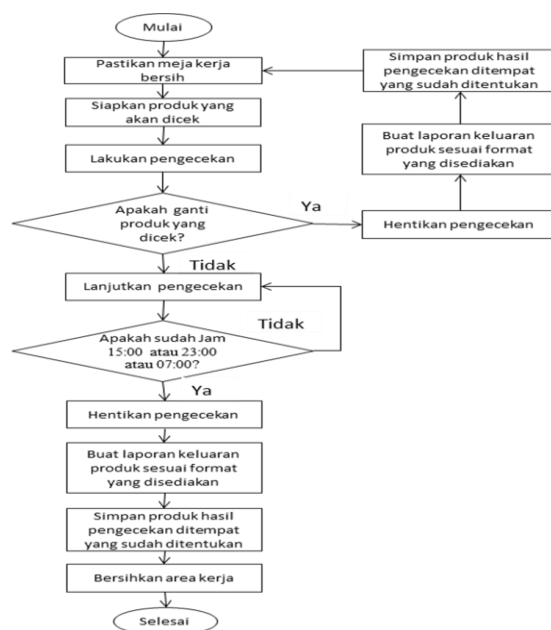 Mulai
Pastikan meja kerja
bersih
Siapkan produk yang
akan dicek
Lakukan pengecekan
Apakah ganti
produk yang
dicek?
Ya
Hentikan pengecekan
Buat laporan keluaran
produk sesuai format
yang disediakan
Simpan produk hasil
pengecekan ditempat
yang sudah ditentukan
Tidak
Lanjutkan pengecekan
Tidak
Apakah sudah Jam
15:00 atau 23:00
atau 07:00?
Ya
Hentikan pengecekan
Buat laporan keluaran
produk sesuai format
yang disediakan
Simpan produk hasil
pengecekan ditempat
yang sudah ditentukan
Bersihkan area kerja
Selesai